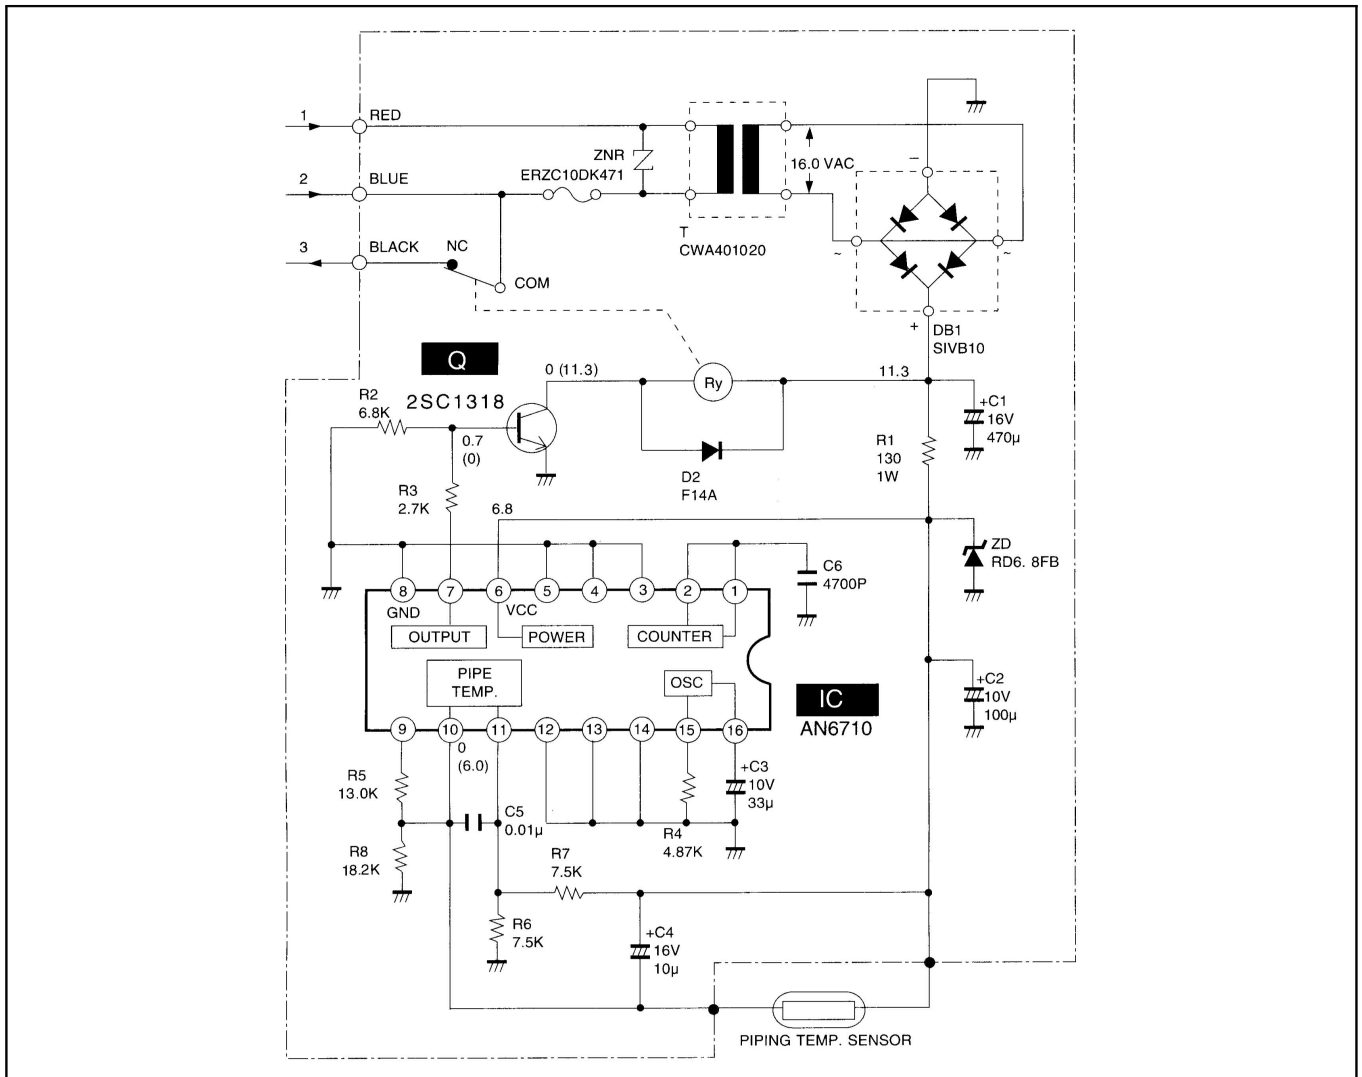 1
RED
2
BLUE
3
BLACK
NC
COM
ZNR
ERZC10DK471
T
CWA401020
16.0 VAC
−
~
~
+
DB1
SIVB10
Q
2SC1318
0 (11.3)
Ry
11.3
+C1
16V
470µ
R2
6.8K
0.7
(0)
D2
F14A
R1
130
1W
R3
2.7K
6.8
ZD
RD6. 8FB
C6
4700P
8
7
6
5
4
3
2
1
GND
VCC
OUTPUT
POWER
COUNTER
PIPE
TEMP.
OSC
IC
AN6710
+C2
10V
100µ
9
10
11
12
13
14
15
16
0
(6.0)
R5
13.0K
C5
0.01µ
+C3
10V
33µ
R4
4.87K
R8
18.2K
R7
7.5K
R6
7.5K
+C4
16V
10µ
PIPING TEMP. SENSOR